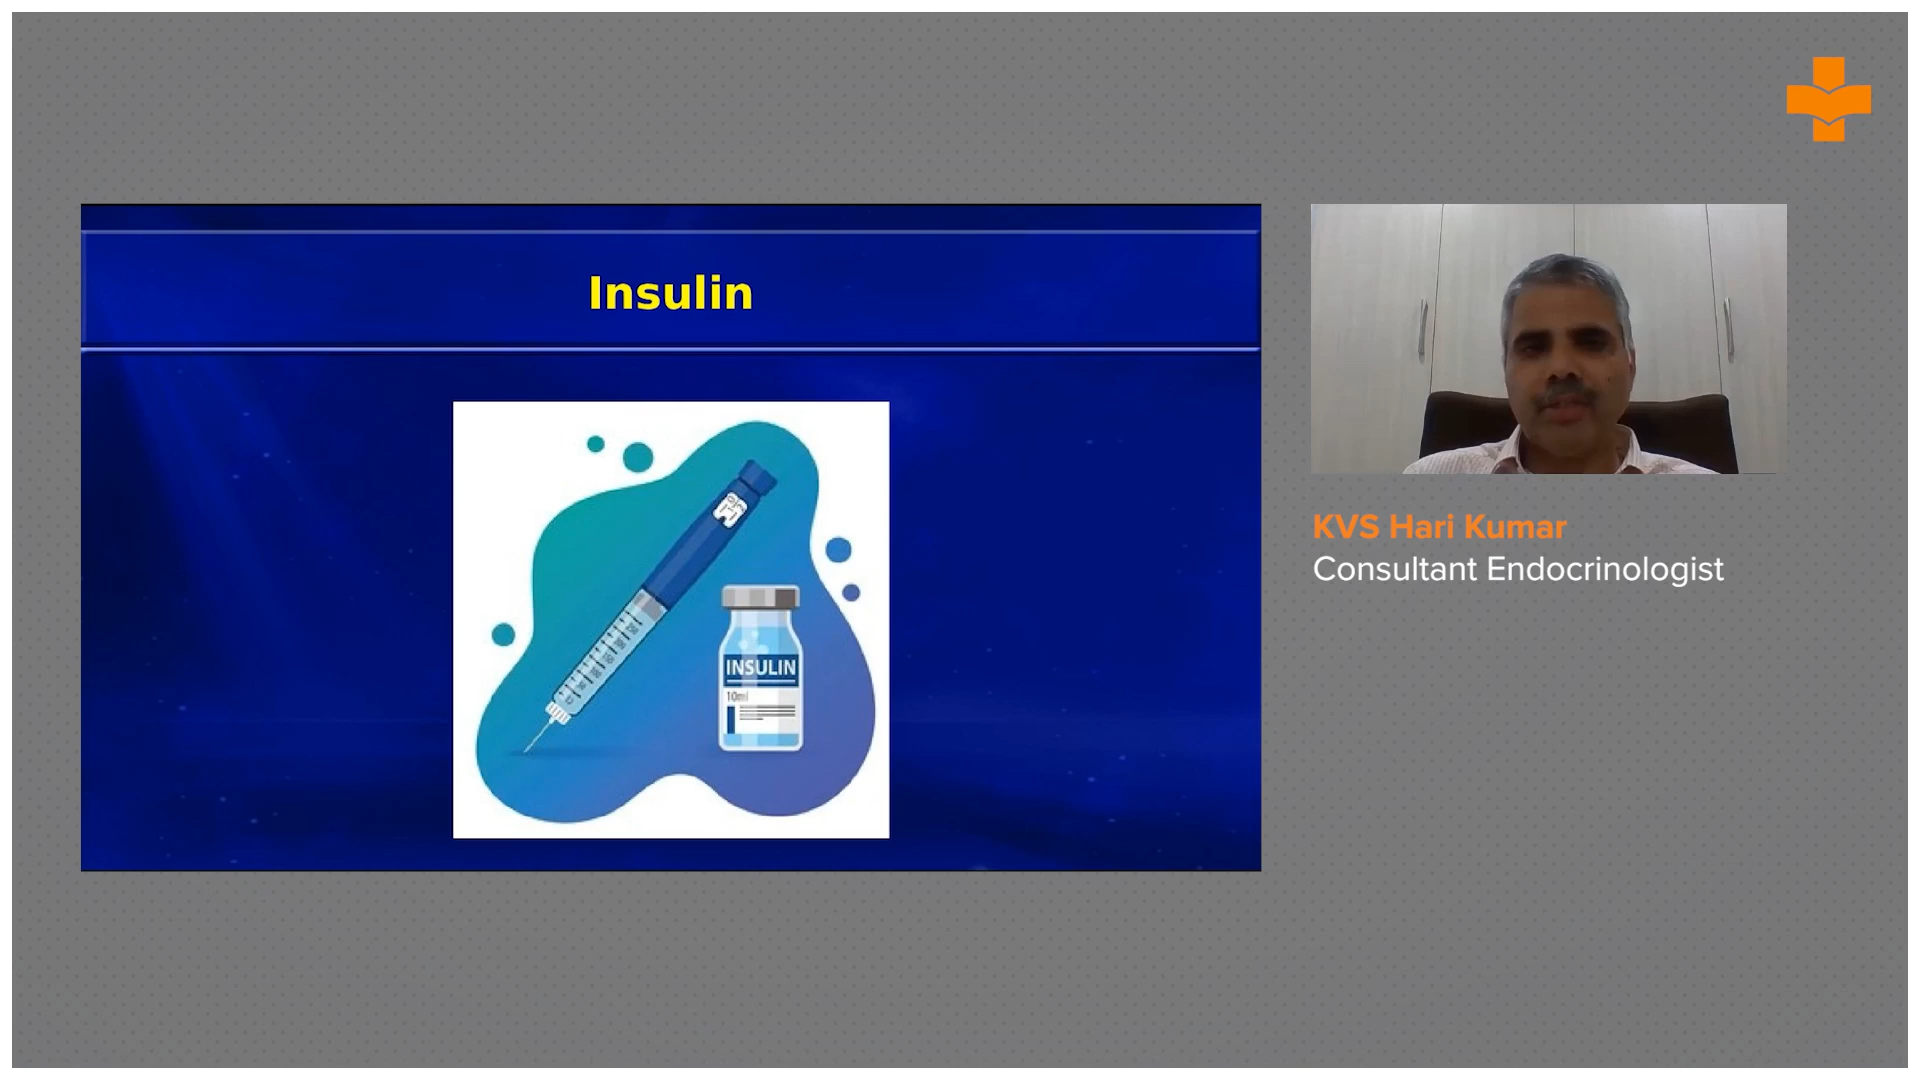 Insulin
INSULIN
10ml
KVS Hari Kumar
Consultant Endocrinologist